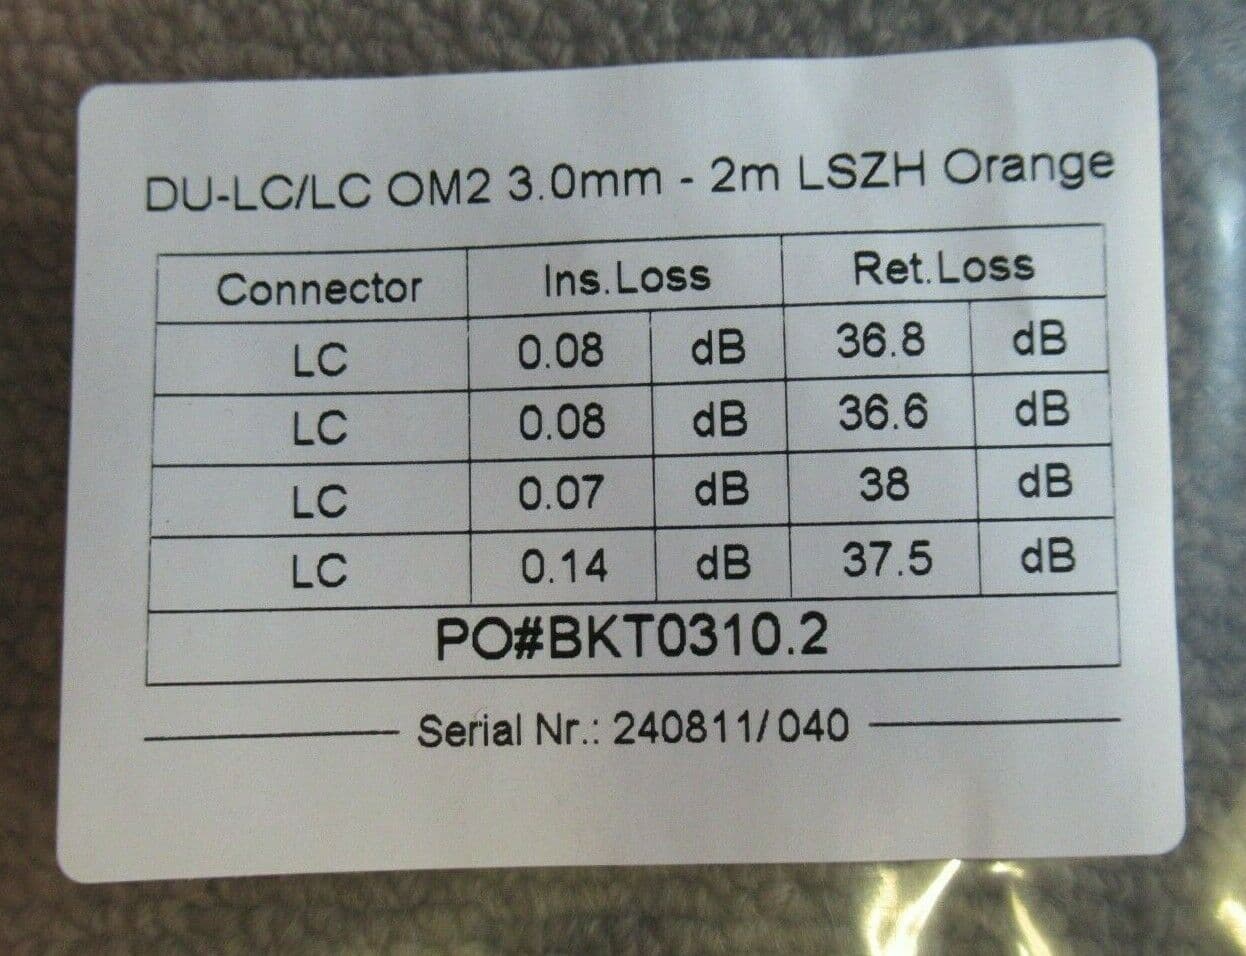 DU-LC/LC OM2 3.0mm - 2m LSZH Orange
Connector Ins.Loss Ret.Loss
LC 0.08 dB 36.8 dB
LC 0.08 dB 36.6 dB
LC 0.07 dB 38 dB
LC 0.14 dB 37.5 dB
PO#BKT0310.2
Serial Nr.: 240811/040